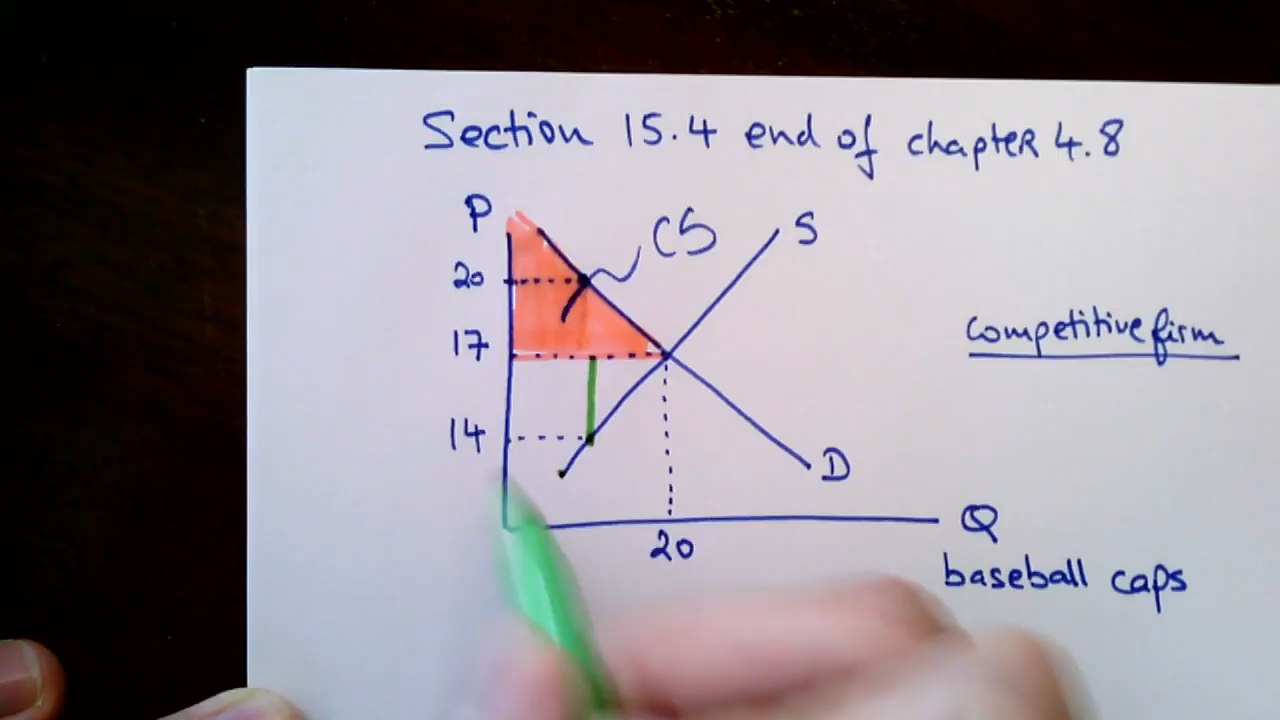 Section 15.4 end of chapter 4.8
P
CS
S
20
competitive firm
17
14
D
Q
20
baseball caps